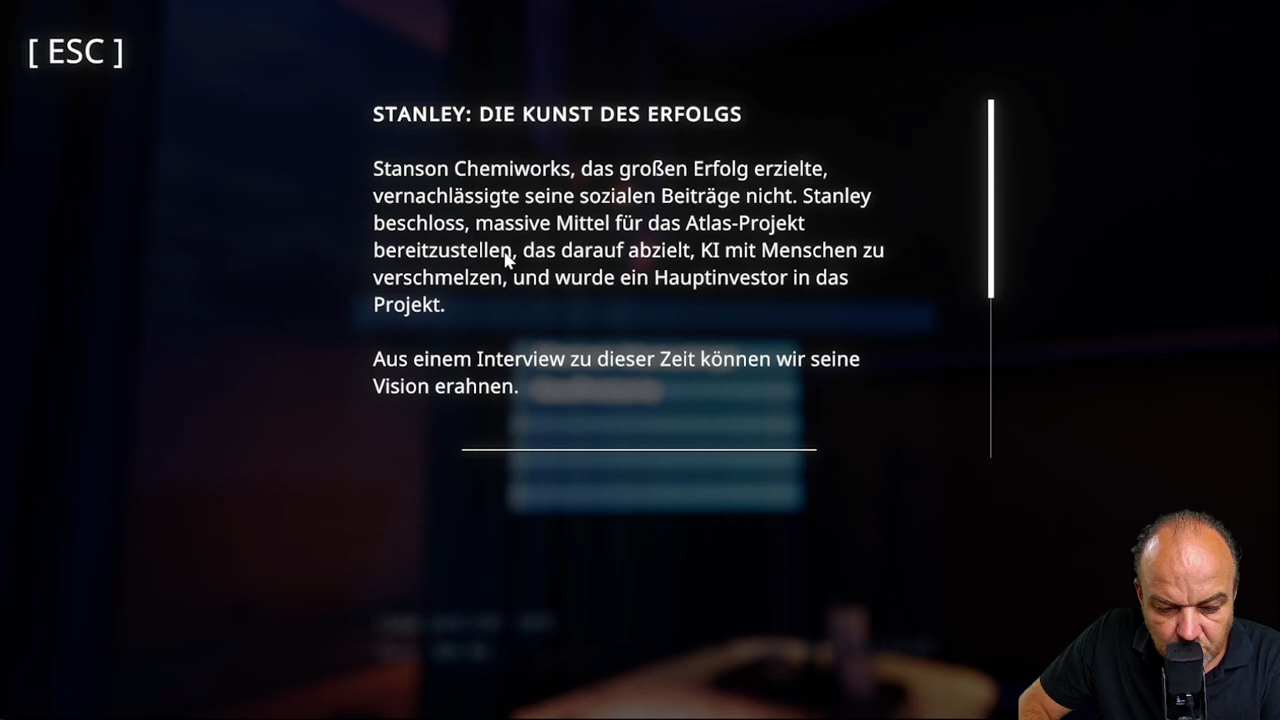 [ ESC ]
STANLEY: DIE KUNST DES ERFOLGS
Stanson Chemiworks, das großen Erfolg erzielte,
vernachlässigte seine sozialen Beiträge nicht. Stanley
beschloss, massive Mittel für das Atlas-Projekt
bereitzustellen, das darauf abzielt, KI mit Menschen zu
verschmelzen, und wurde ein Hauptinvestor in das
Projekt.
Aus einem Interview zu dieser Zeit können wir seine
Vision erahnen.